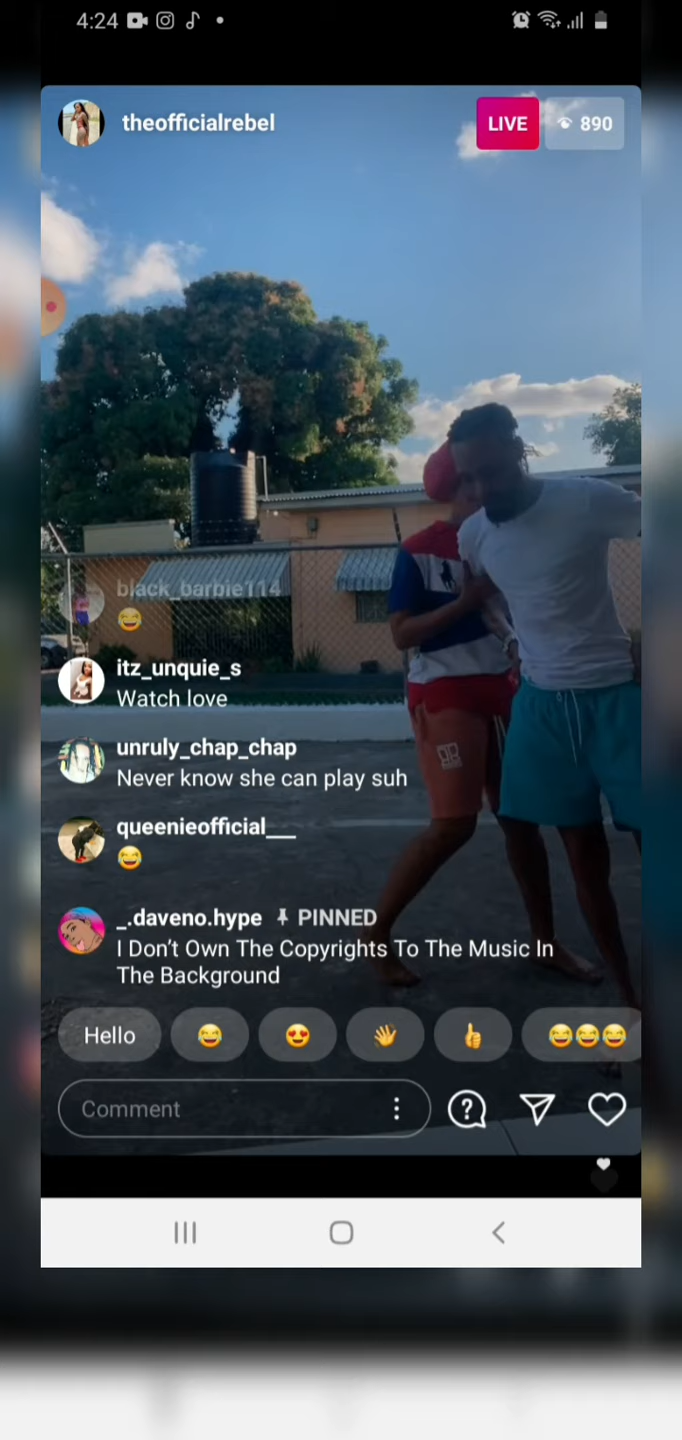 4:24
theofficialrebel
LIVE
890
black_barbie114
😂
itz_unquie_s
Watch love
unruly_chap_chap
Never know she can play suh
queenieofficial___
😂
_.daveno.hype PINNED
I Don't Own The Copyrights To The Music In
The Background
Hello 😂 😍 👋 👍 😂😂😂
Comment